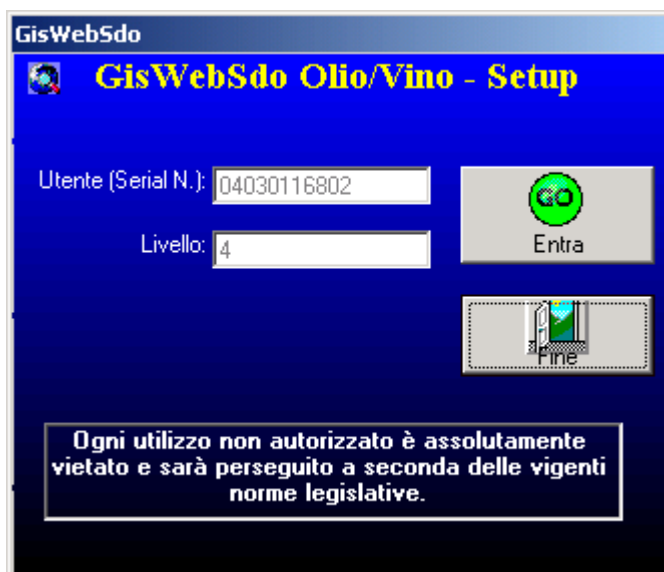 GisWebSdo
GisWebSdo Olio/Vino - Setup
Utente (Serial N.): 04030116802
GO
Entra
Livello: 4
Fine
Ogni utilizzo non autorizzato è assolutamente
vietato e sarà perseguito a seconda delle vigenti
norme legislative.